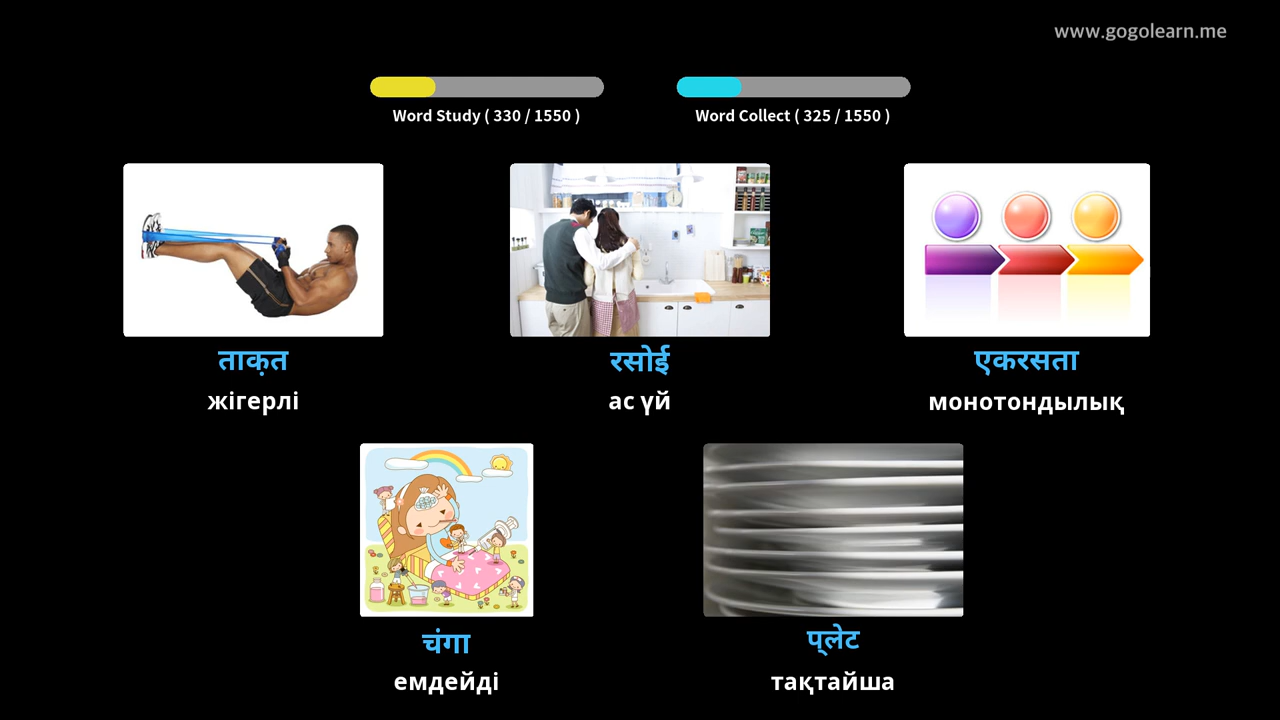 www.gogolearn.me
Word Study ( 330 / 1550 )
Word Collect ( 325 / 1550 )
ताक़त
रसोई
एकरसता
жігерлі
ас үй
монотондылық
चंगा
प्लेट
емдейді
тақтайша